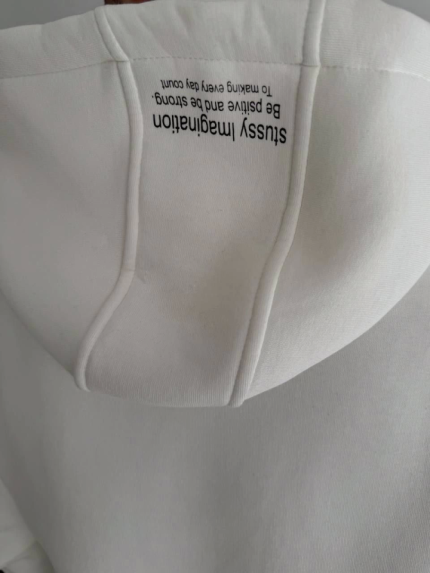 stussy Imagination
Be psitive and be strong.
To making every day count